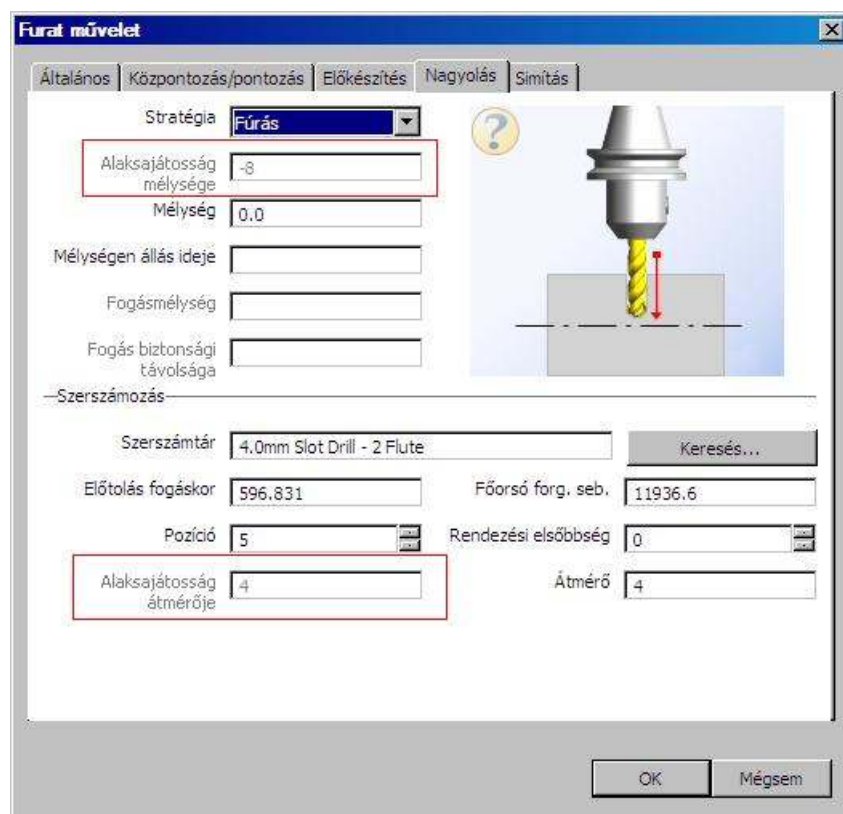 Furat művelet
Általános Központozás/pontozás Előkészítés Nagyolás Simítás
Stratégia Fúrás
Alaksajátosság mélysége -8
Mélység 0.0
Mélységen állás ideje
Fogásmélység
Fogás biztonsági távolsága
Szerszámozás
Szerszámtár 4.0mm Slot Drill - 2 Flute Keresés...
Előtolás fogáskor 596.831 Főorsó forg. seb. 11936.6
Pozíció 5 Rendezési elsőbbség 0
Alaksajátosság átmérője 4 Átmérő 4
OK Mégsem